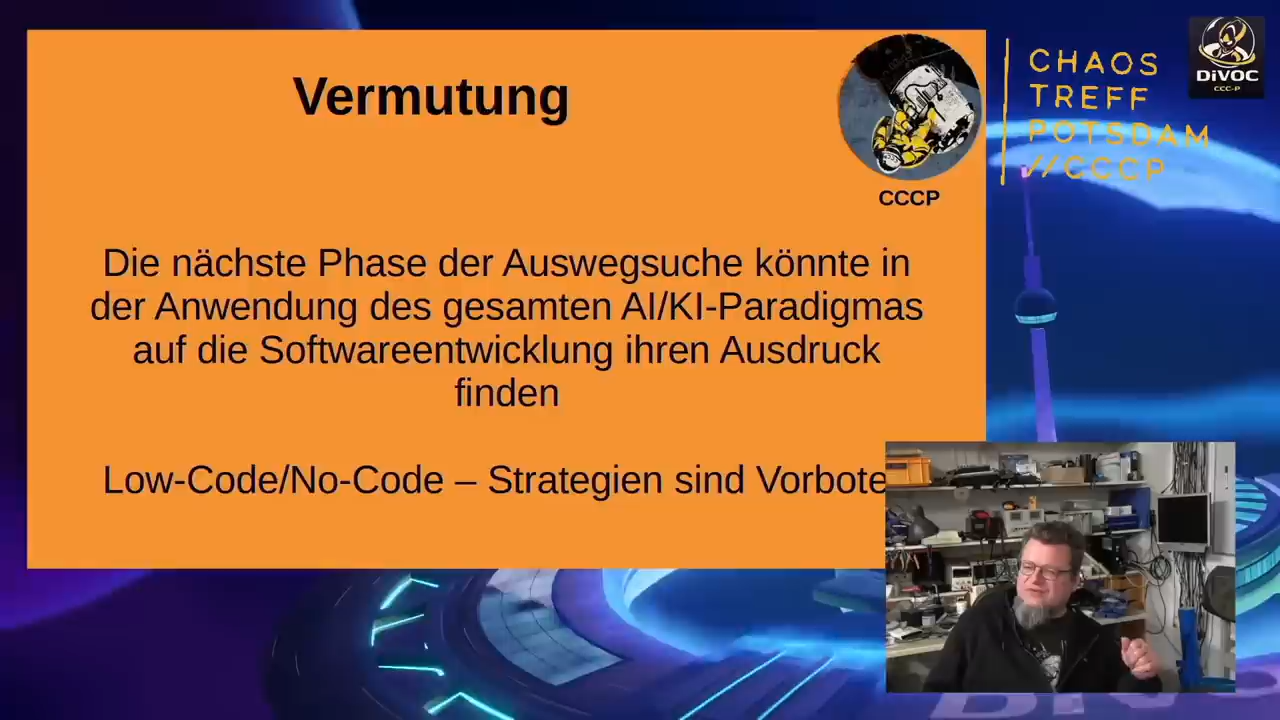 Vermutung
CCCP
Die nächste Phase der Auswegsuche könnte in
der Anwendung des gesamten AI/KI-Paradigmas
auf die Softwareentwicklung ihren Ausdruck
finden
Low-Code/No-Code – Strategien sind Vorbote
CHAOS
TREFF
POTSDAM
//CCCP
DiVOC
CCC-P